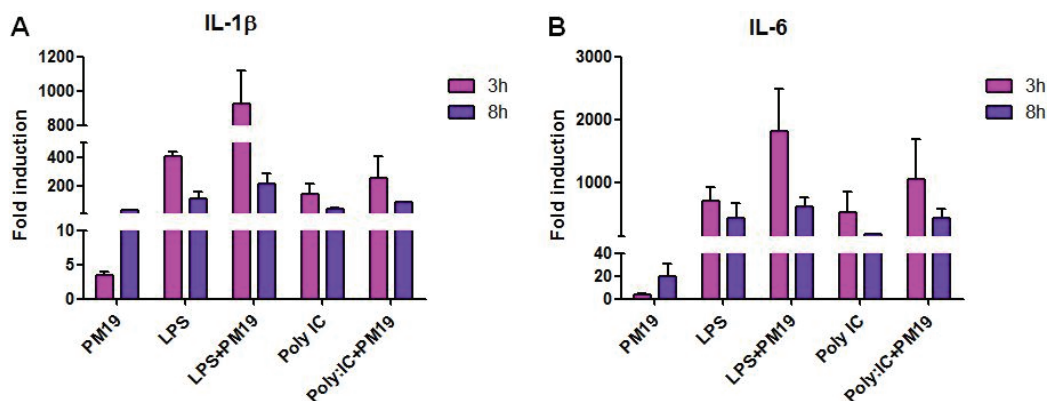 A
IL-1β
Fold induction
1200
1000
800
400
200
10
5
0
PM19
LPS
LPS+PM19
Poly IC
Poly:IC+PM19
3h
8h
B
IL-6
Fold induction
3000
2000
1000
40
20
0
PM19
LPS
LPS+PM19
Poly IC
Poly:IC+PM19
3h
8h